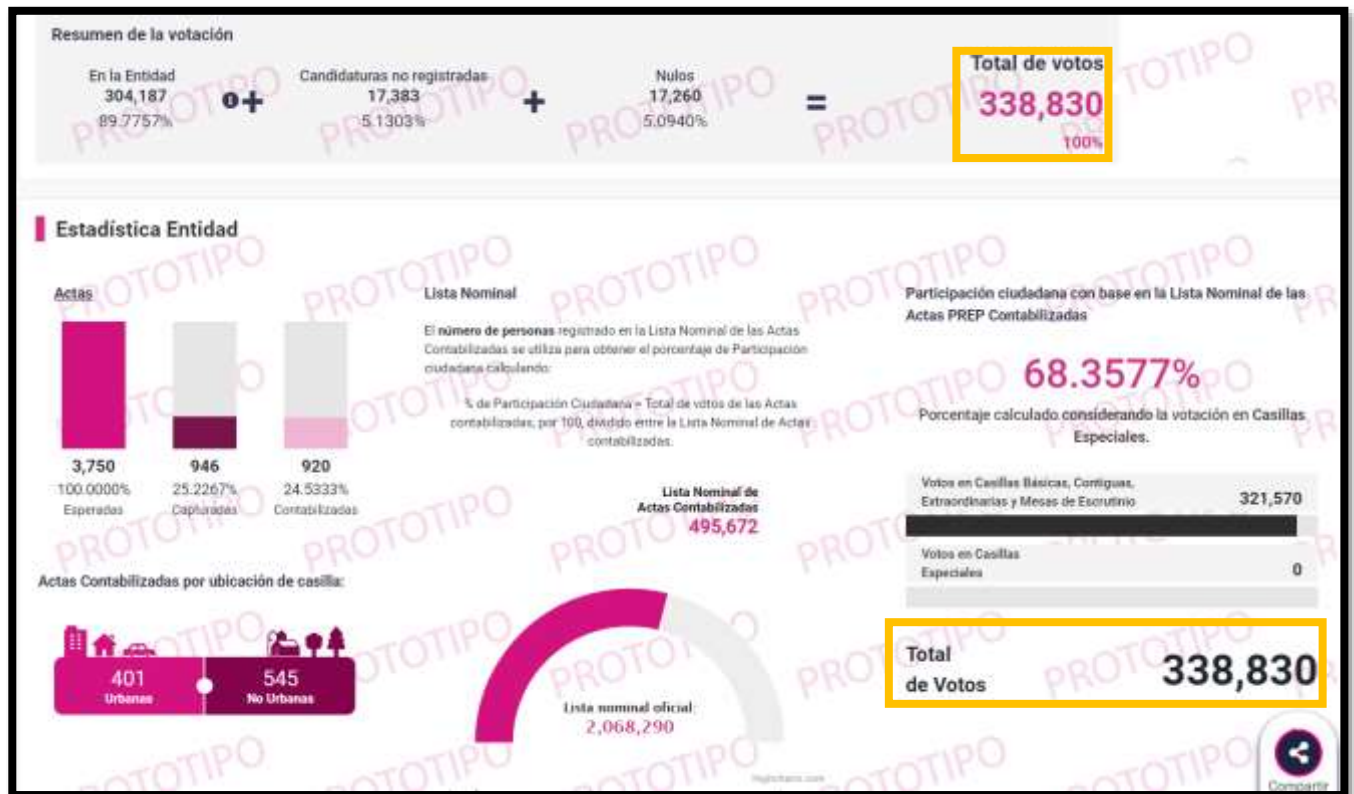 Resumen de la votación
En la Entidad
304,187
89.7757%
+
Candidaturas no registradas
17,383
5.1303%
+
Nulos
17,260
5.0940%
=
Total de votos
338,830
100%
Estadística Entidad
Actas
3,750
100.0000%
Esperadas
946
25.2267%
Capturadas
920
24.5333%
Contabilizadas
Actas Contabilizadas por ubicación de casilla:
401
Urbanas
545
No Urbanas
Lista Nominal
El número de personas registrado en la Lista Nominal de las Actas
Contabilizadas se utiliza para obtener el porcentaje de Participación
ciudadana calculando:
% de Participación Ciudadana = Total de votos de las Actas
contabilizadas, por 100, dividido entre la Lista Nominal de Actas
contabilizadas.
Lista Nominal de
Actas Contabilizadas
495,672
Lista nominal oficial:
2,068,290
Highcharts.com
Participación ciudadana con base en la Lista Nominal de las
Actas PREP Contabilizadas
68.3577%
Porcentaje calculado considerando la votación en Casillas
Especiales.
Votos en Casillas Básicas, Contiguas,
Extraordinarias y Mesas de Escrutinio
321,570
Votos en Casillas
Especiales
0
Total
de Votos
338,830
Compartir
PROTOTIPO